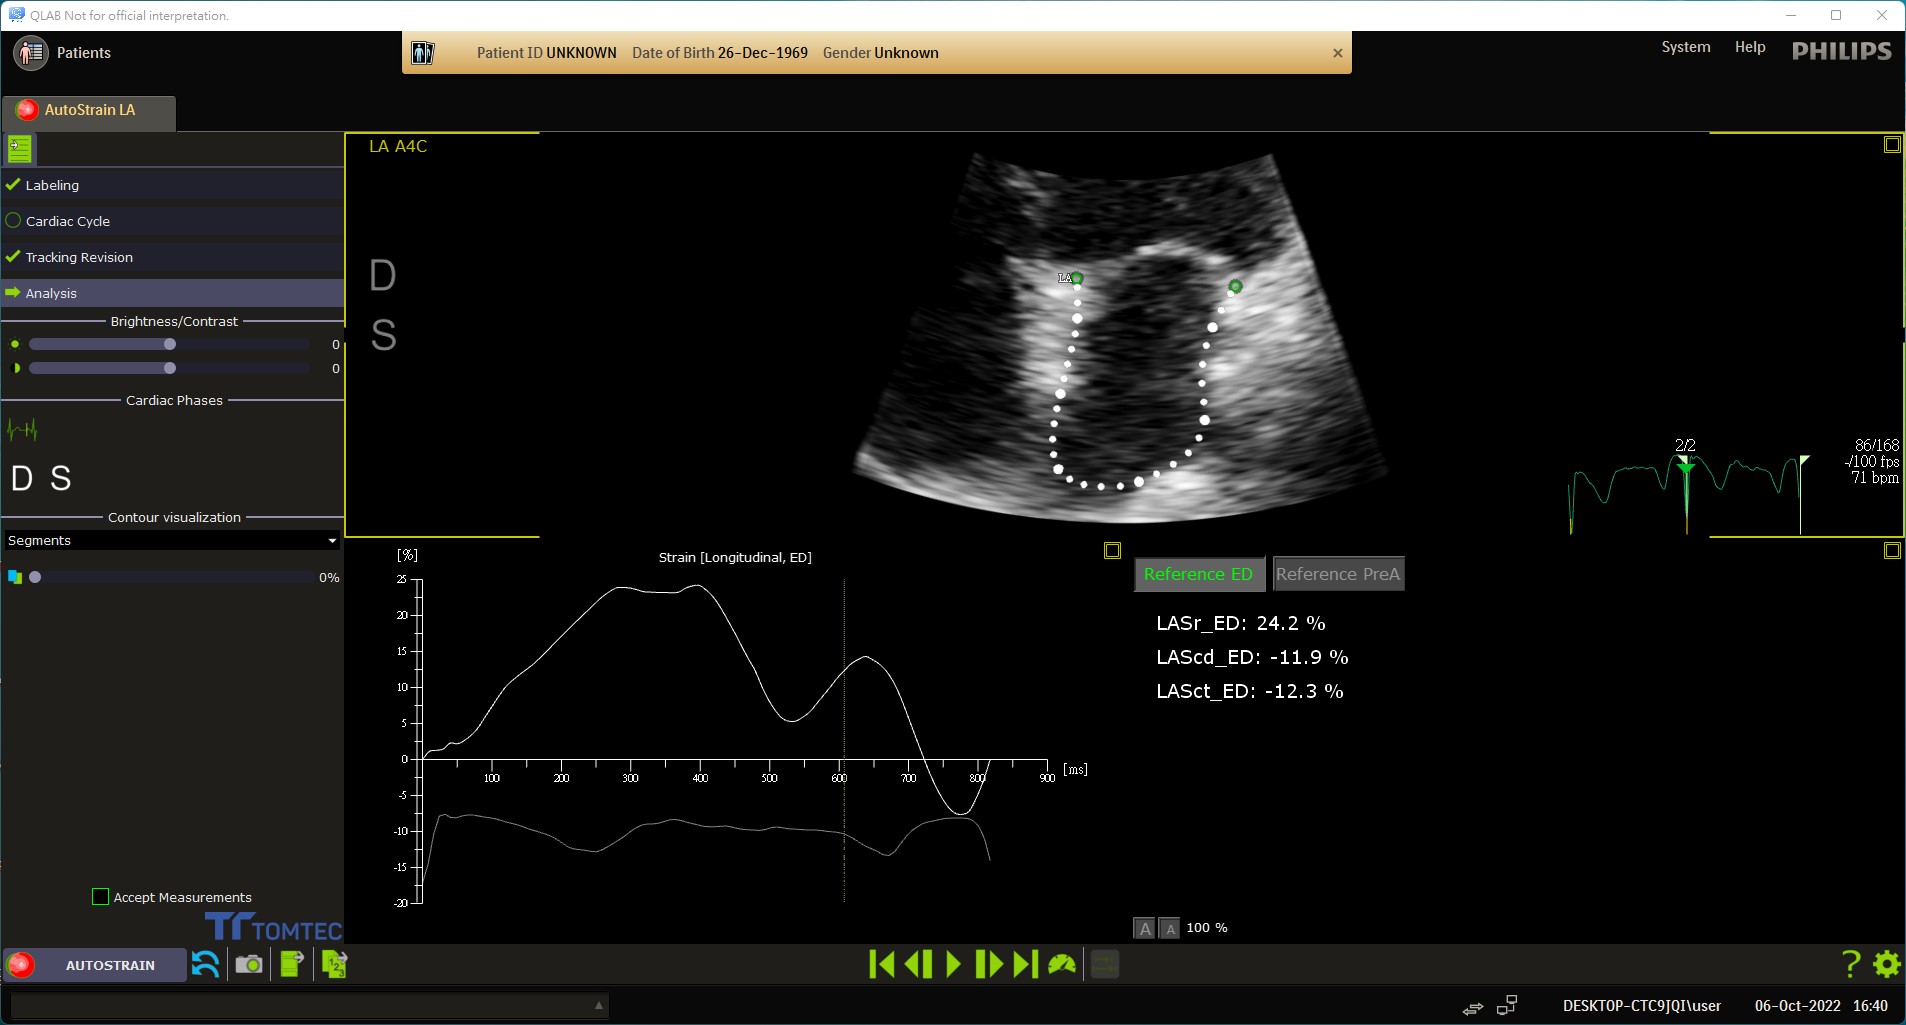 QLAB Not for official interpretation.
Patients
Patient ID UNKNOWN Date of Birth 26-Dec-1969 Gender Unknown
System Help PHILIPS
AutoStrain LA
Labeling
Cardiac Cycle
Tracking Revision
Analysis
Brightness/Contrast
0
0
Cardiac Phases
D S
Contour visualization
Segments
0%
Accept Measurements
TOMTEC
LA A4C
D
S
LA
2/2
86/168
-/100 fps
71 bpm
[%]
Strain [Longitudinal, ED]
25
20
15
10
5
0
-5
-10
-15
-20
100 200 300 400 500 600 700 800 900 [ms]
Reference ED Reference PreA
LASr_ED: 24.2 %
LAScd_ED: -11.9 %
LASct_ED: -12.3 %
A A 100 %
AUTOSTRAIN
123
?
DESKTOP-CTC9JQI\user 06-Oct-2022 16:40